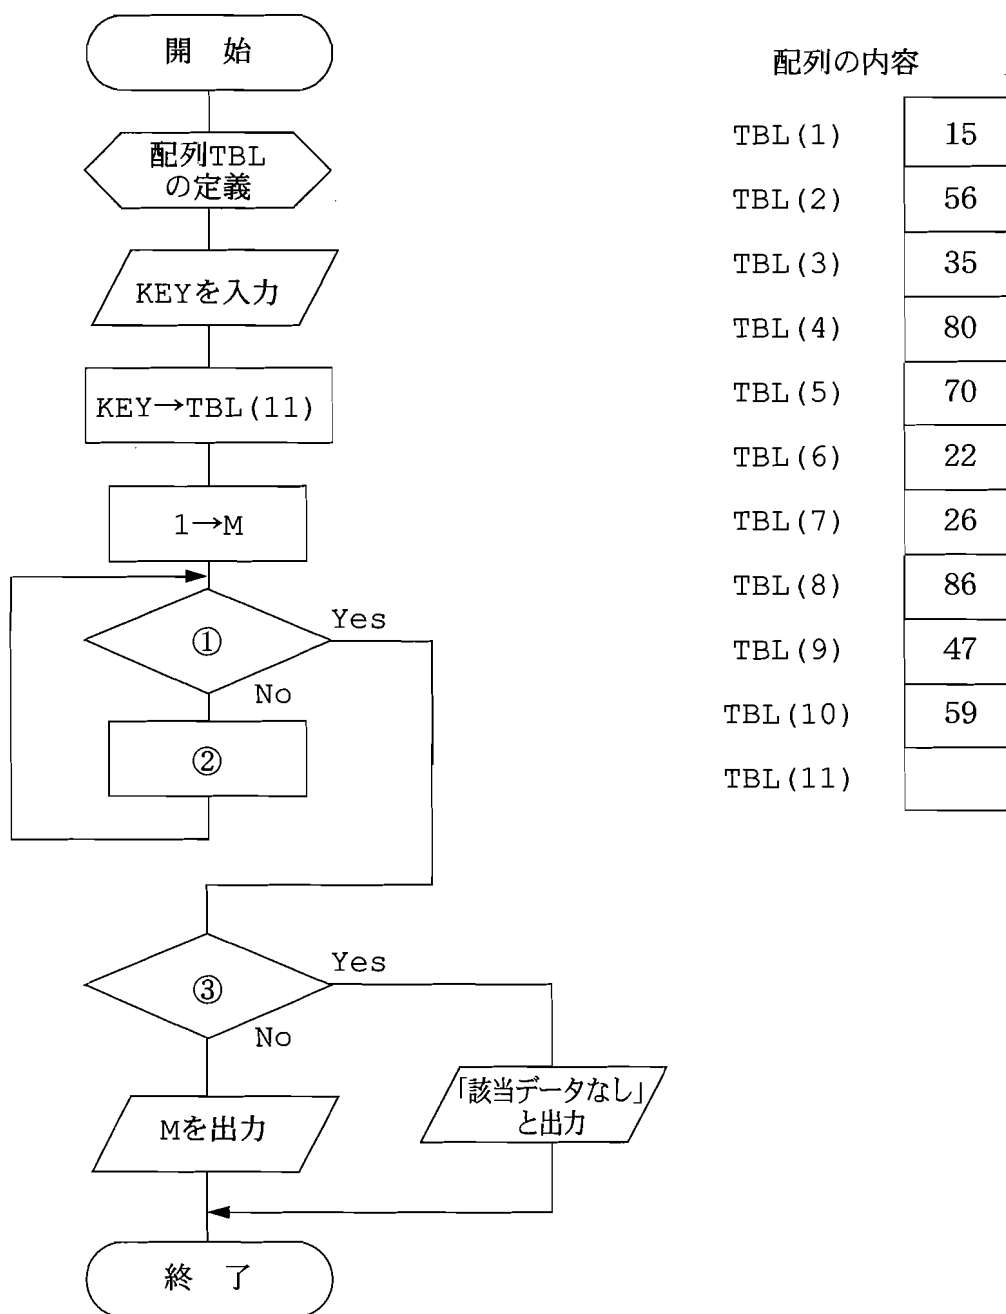 開 始
配列TBL
の定義
KEYを入力
KEY→TBL(11)
1→M
①
Yes
No
②
③
Yes
No
Mを出力
「該当データなし」
と出力
終 了
配列の内容
TBL(1) 15
TBL(2) 56
TBL(3) 35
TBL(4) 80
TBL(5) 70
TBL(6) 22
TBL(7) 26
TBL(8) 86
TBL(9) 47
TBL(10) 59
TBL(11)